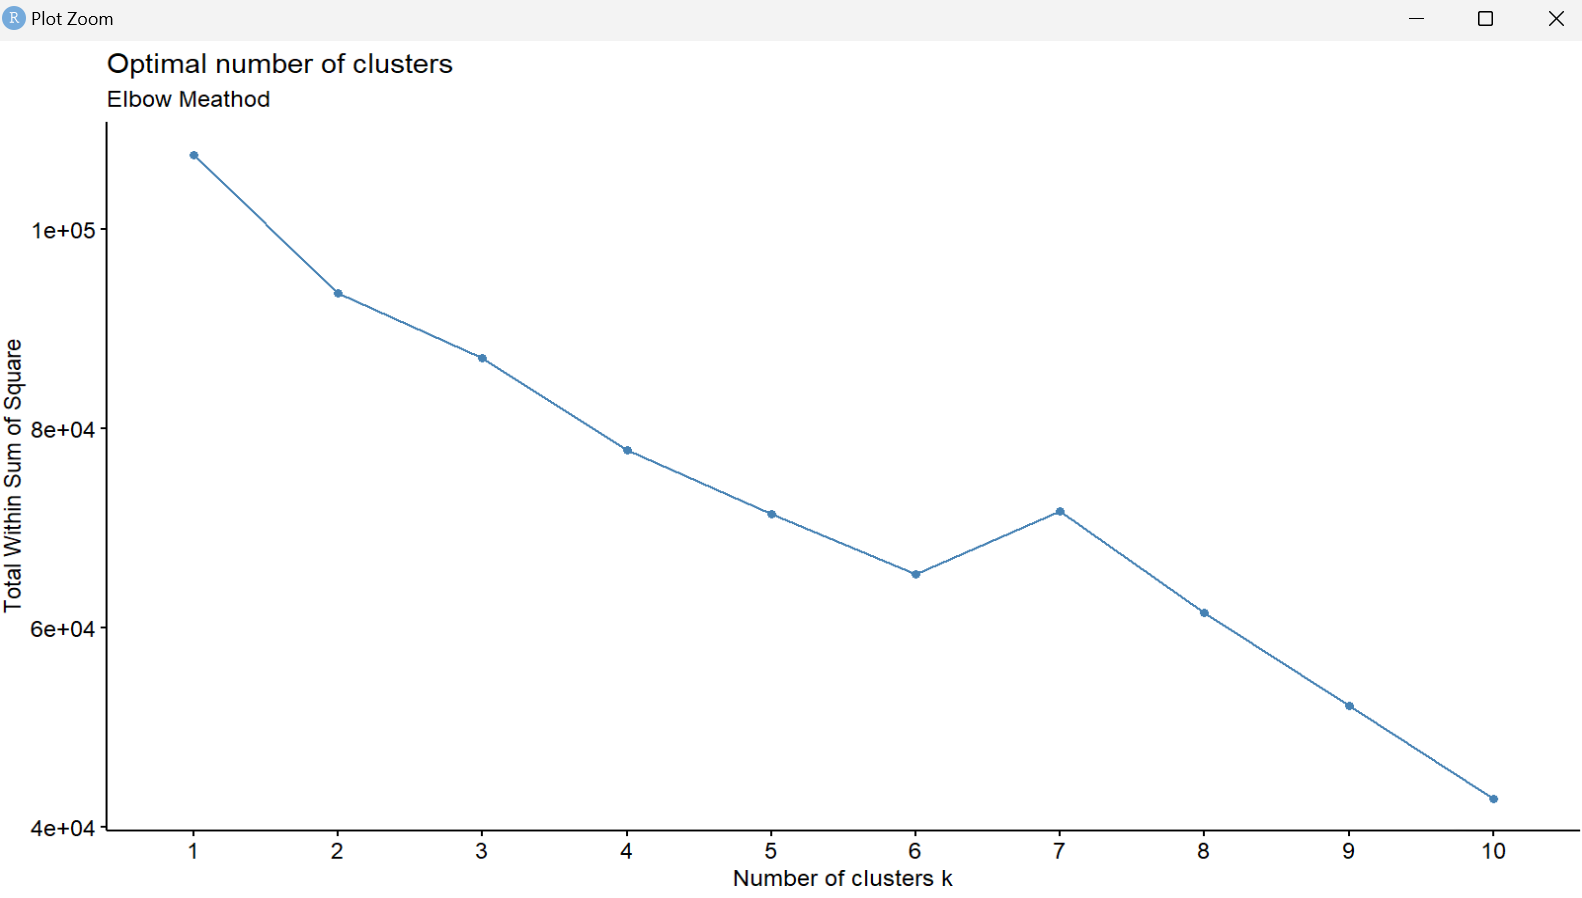 R Plot Zoom
Optimal number of clusters
Elbow Meathod
Total Within Sum of Square
1e+05
8e+04
6e+04
4e+04
1 2 3 4 5 6 7 8 9 10
Number of clusters k